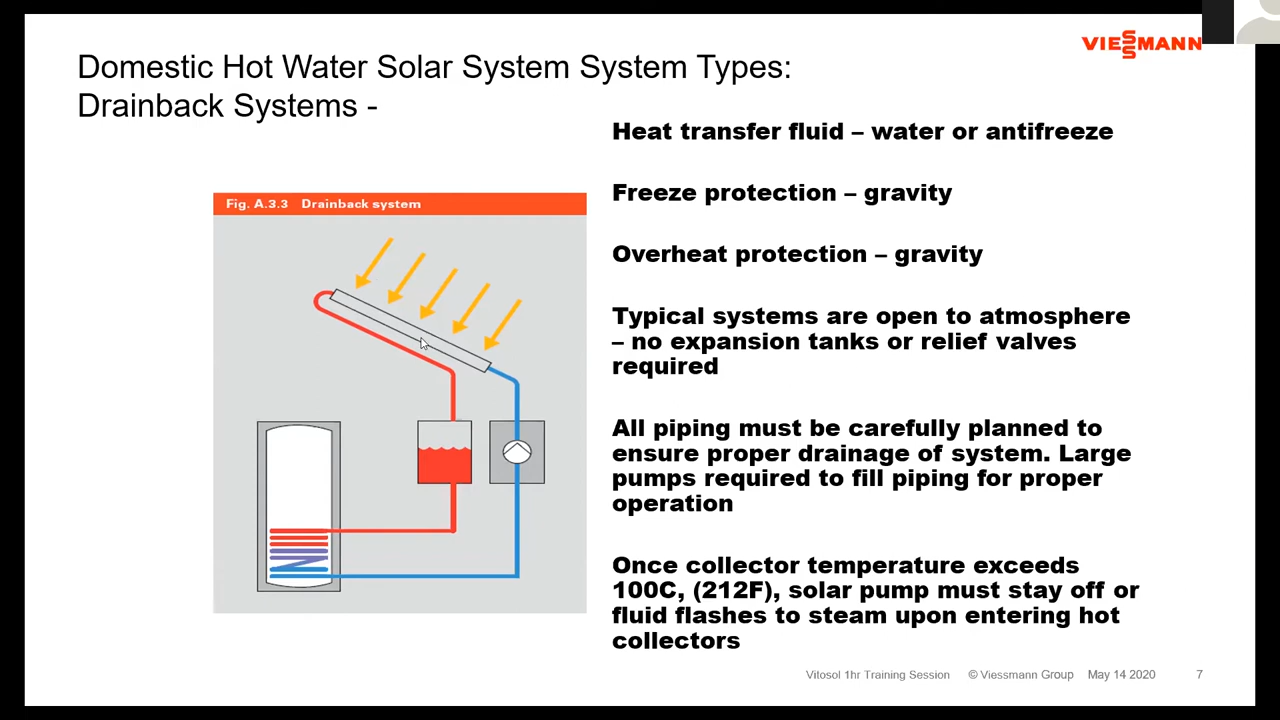 VIESSMANN
Domestic Hot Water Solar System System Types:
Drainback Systems -
Heat transfer fluid – water or antifreeze
Freeze protection – gravity
Overheat protection – gravity
Typical systems are open to atmosphere
– no expansion tanks or relief valves
required
All piping must be carefully planned to
ensure proper drainage of system. Large
pumps required to fill piping for proper
operation
Once collector temperature exceeds
100C, (212F), solar pump must stay off or
fluid flashes to steam upon entering hot
collectors
Fig. A.3.3 Drainback system
Vitosol 1hr Training Session © Viessmann Group May 14 2020 7